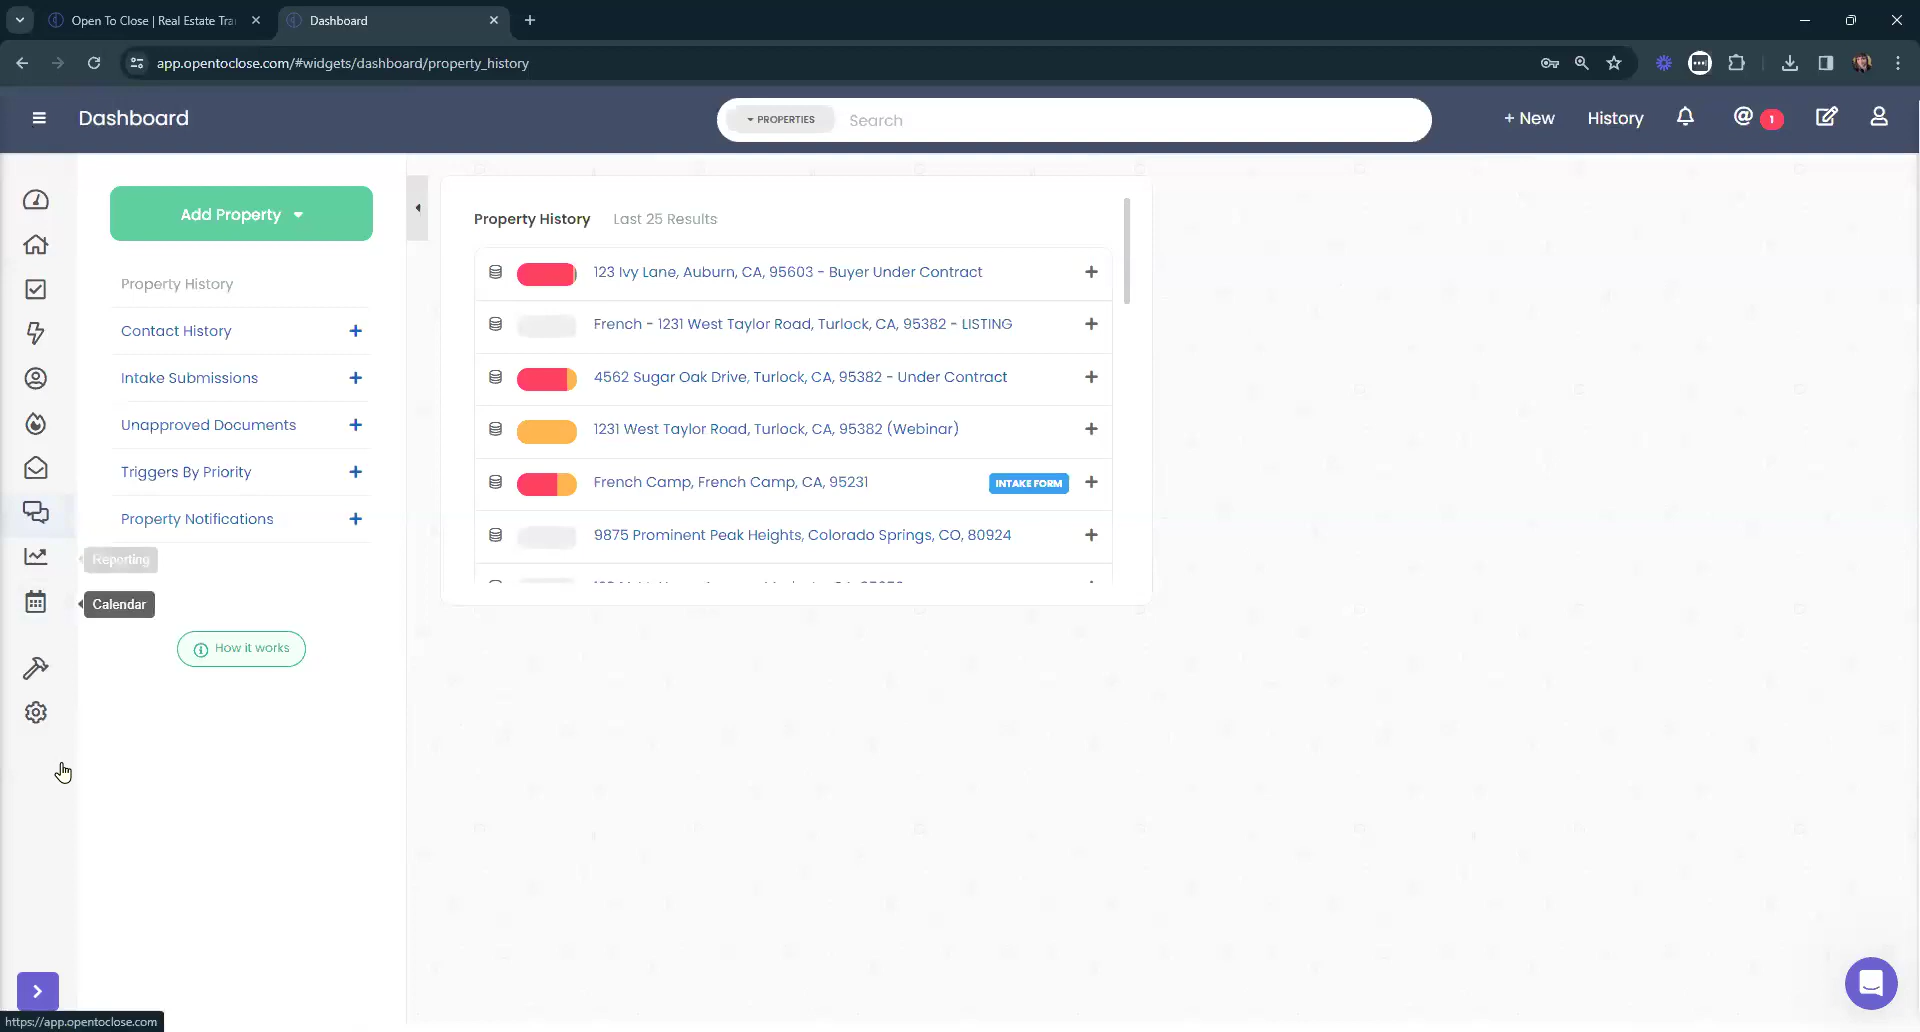 Open To Close | Real Estate Tra
Dashboard
app.opentoclose.com/#widgets/dashboard/property_history
Dashboard
PROPERTIES
Search
+ New
History
@ 1
Add Property
Property History
Contact History
Intake Submissions
Unapproved Documents
Triggers By Priority
Property Notifications
Reporting
Calendar
How it works
Property History Last 25 Results
123 Ivy Lane, Auburn, CA, 95603 - Buyer Under Contract
French - 1231 West Taylor Road, Turlock, CA, 95382 - LISTING
4562 Sugar Oak Drive, Turlock, CA, 95382 - Under Contract
1231 West Taylor Road, Turlock, CA, 95382 (Webinar)
French Camp, French Camp, CA, 95231 INTAKE FORM
9875 Prominent Peak Heights, Colorado Springs, CO, 80924
https://app.opentoclose.com